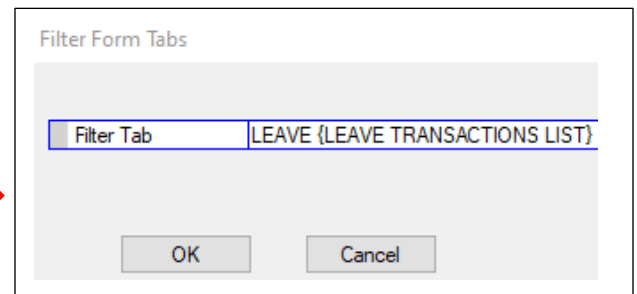 Filter Form Tabs
Filter Tab LEAVE {LEAVE TRANSACTIONS LIST}
OK Cancel